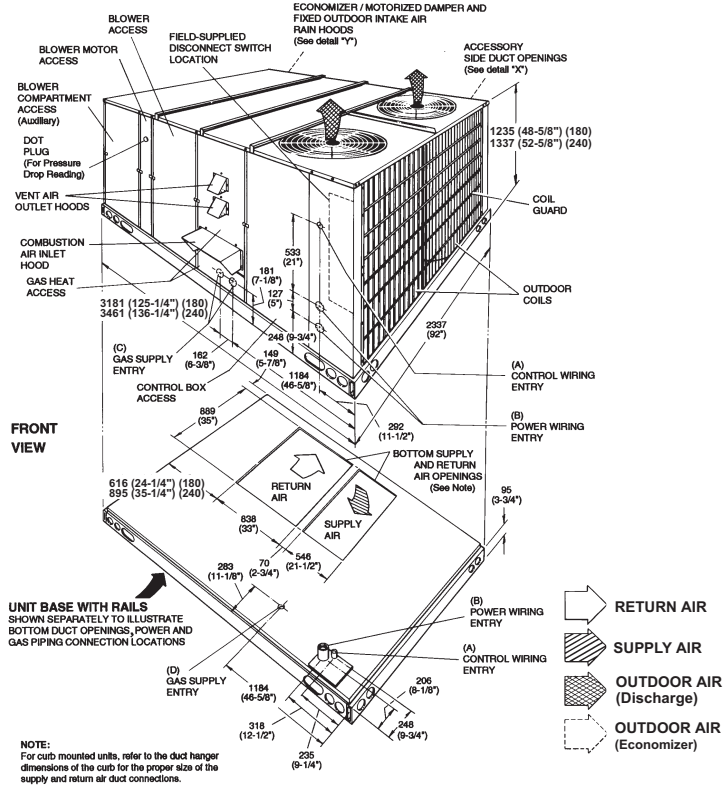 ECONOMIZER / MOTORIZED DAMPER AND
FIXED OUTDOOR INTAKE AIR
RAIN HOODS
(See detail "Y")
BLOWER
ACCESS
FIELD-SUPPLIED
DISCONNECT SWITCH
LOCATION
BLOWER MOTOR
ACCESS
ACCESSORY
SIDE DUCT OPENINGS
(See detail "X")
BLOWER
COMPARTMENT
ACCESS
(Auxiliary)
1235 (48-5/8") (180)
1337 (52-5/8") (240)
DOT
PLUG
(For Pressure
Drop Reading)
VENT AIR
OUTLET HOODS
COIL
GUARD
COMBUSTION
AIR INLET
HOOD
533
(21")
GAS HEAT
ACCESS
181
(7-1/8")
OUTDOOR
COILS
127
(5")
3181 (125-1/4") (180)
3461 (136-1/4") (240)
2337
(92")
248 (9-3/4")
(C)
GAS SUPPLY
ENTRY
162
(6-3/8")
149
(5-7/8")
(A)
CONTROL WIRING
ENTRY
1184
(46-5/8")
CONTROL BOX
ACCESS
889
(35")
(B)
POWER WIRING
ENTRY
292
(11-1/2")
FRONT
VIEW
BOTTOM SUPPLY
AND RETURN
AIR OPENINGS
(See Note)
RETURN
AIR
616 (24-1/4") (180)
895 (35-1/4") (240)
95
(3-3/4")
838
(33")
SUPPLY
AIR
546
(21-1/2")
70
(2-3/4")
283
(11-1/8")
UNIT BASE WITH RAILS
SHOWN SEPARATELY TO ILLUSTRATE
BOTTOM DUCT OPENINGS, POWER AND
GAS PIPING CONNECTION LOCATIONS
(B)
POWER WIRING
ENTRY
RETURN AIR
(A)
CONTROL WIRING
ENTRY
SUPPLY AIR
(D)
GAS SUPPLY
ENTRY
1184
(46-5/8")
206
(8-1/8")
OUTDOOR AIR
(Discharge)
318
(12-1/2")
248
(9-3/4")
OUTDOOR AIR
(Economizer)
235
(9-1/4")
NOTE:
For curb mounted units, refer to the duct hanger
dimensions of the curb for the proper size of the
supply and return air duct connections.